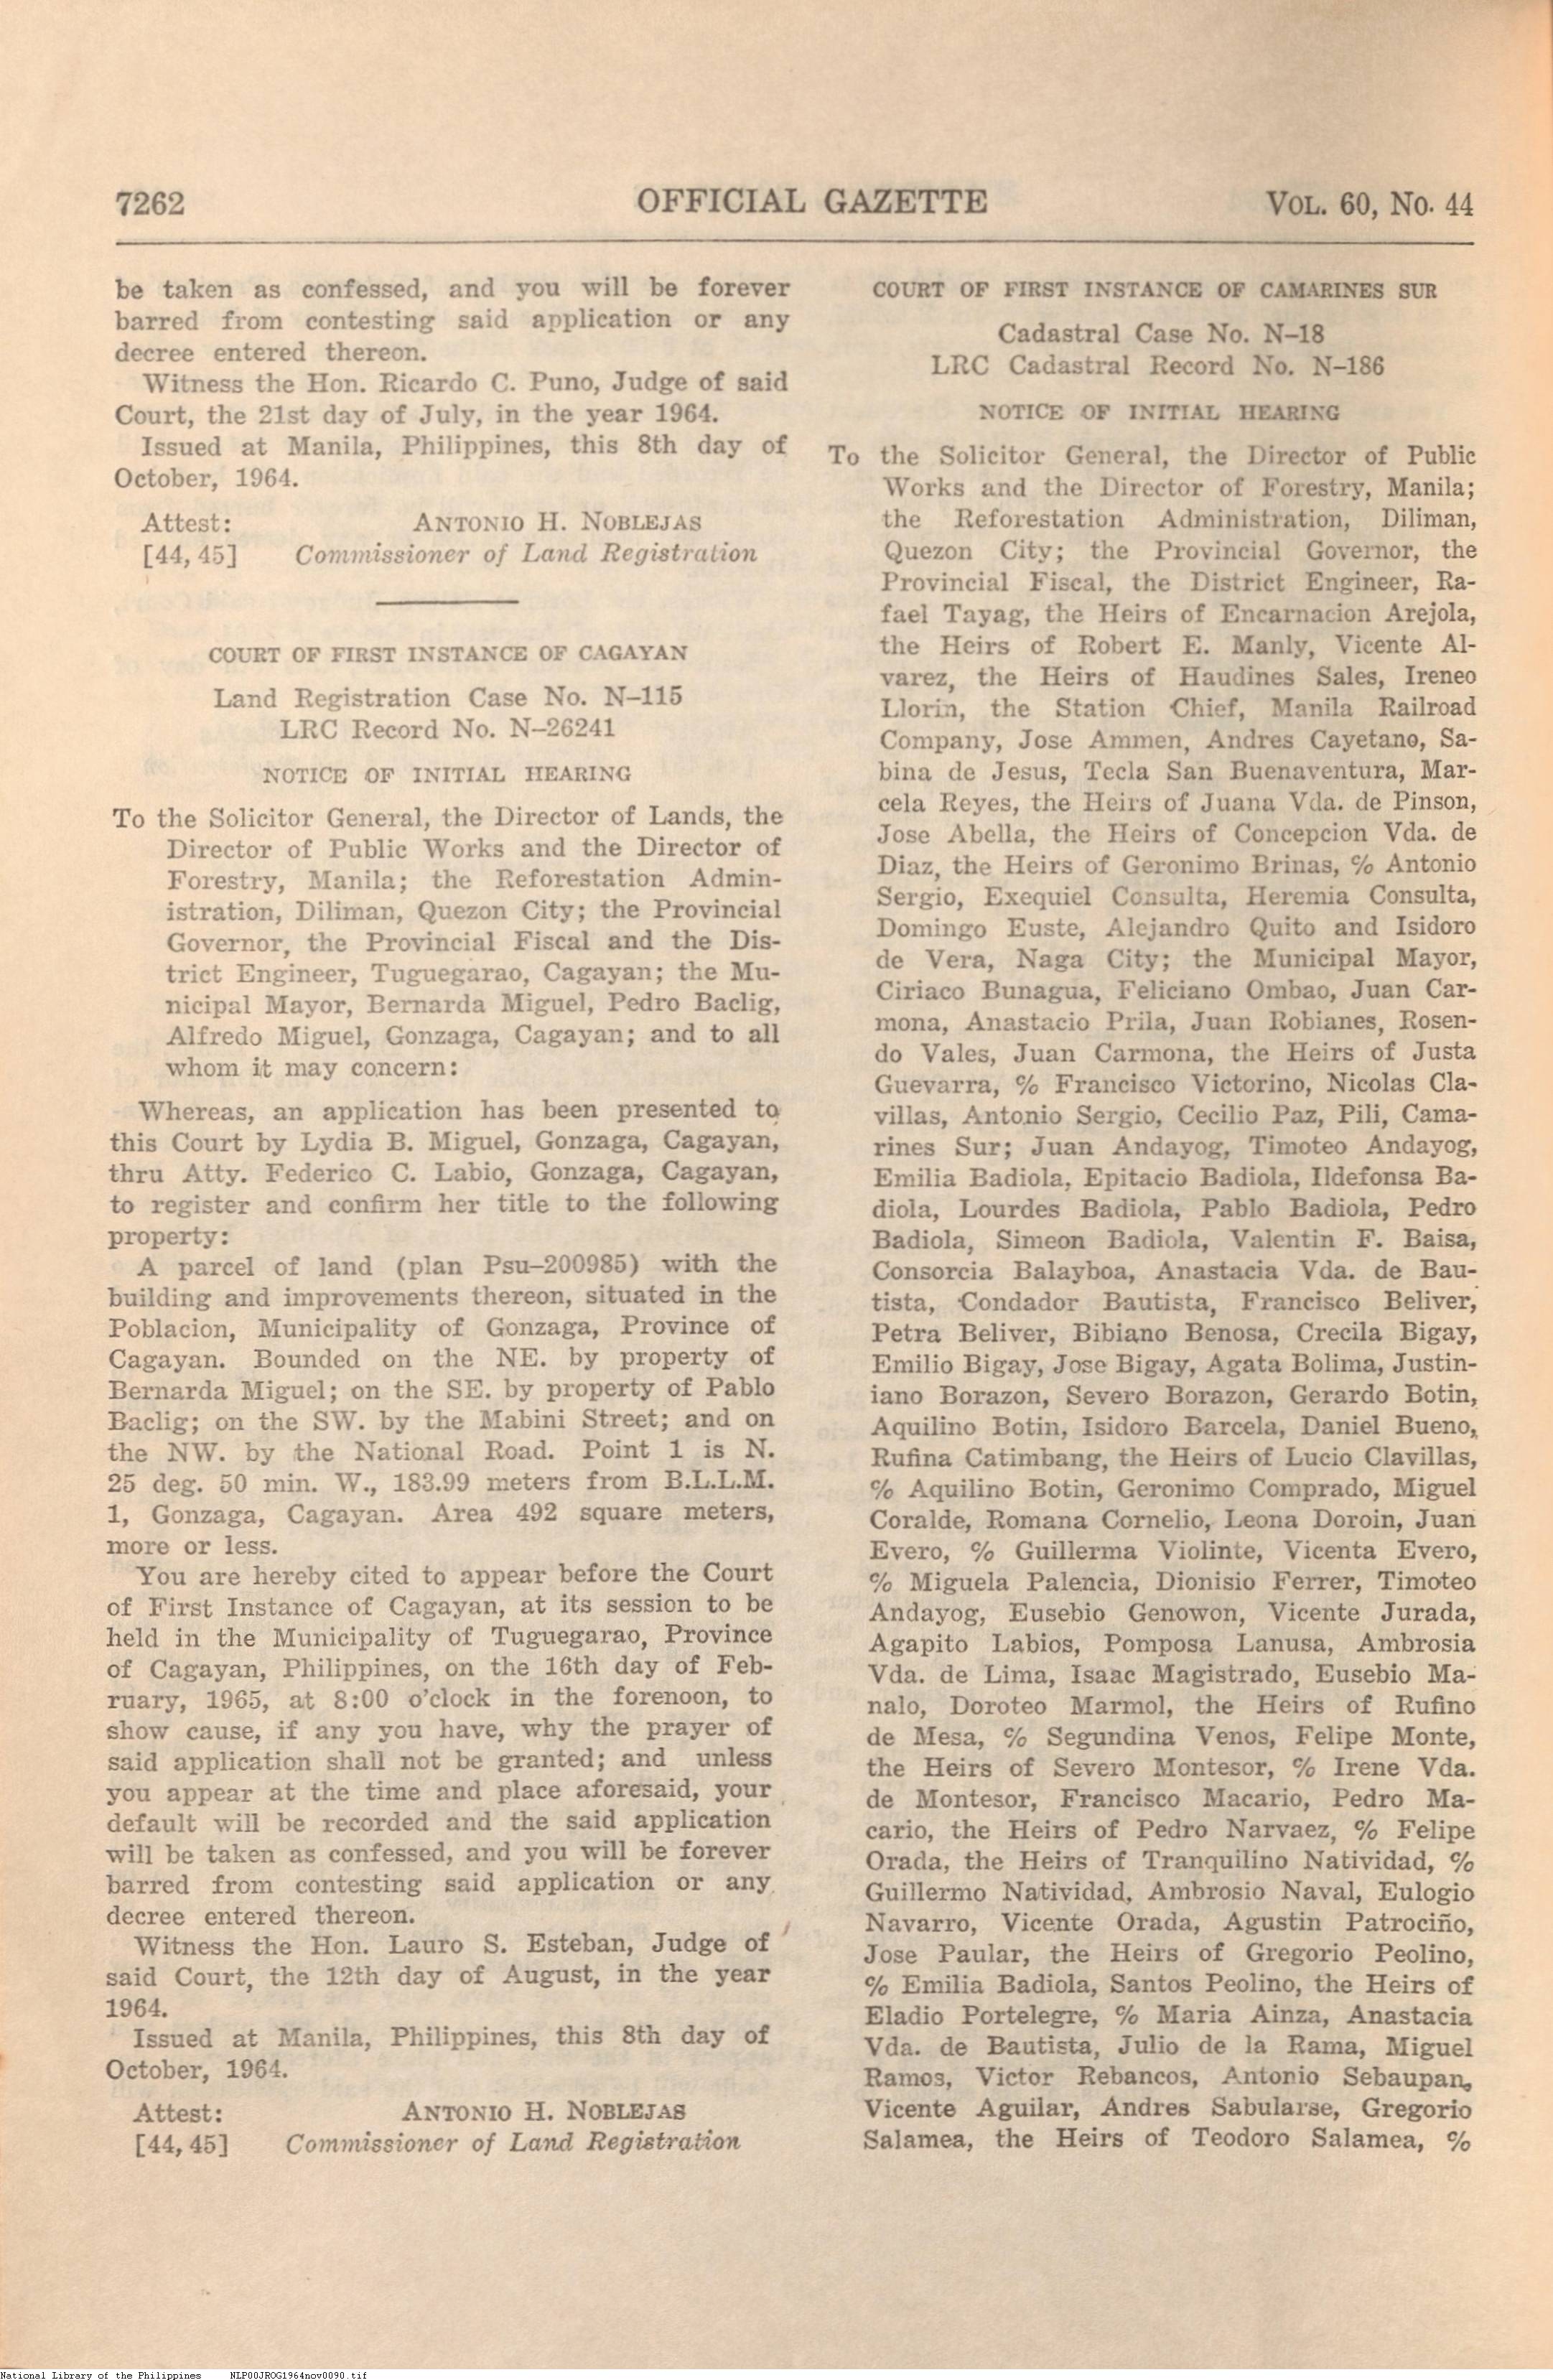 7262 OFFICIAL GAZETTE VOL. 60, No. 44
be taken as confessed, and you will be forever
barred from contesting said application or any
decree entered thereon.
Witness the Hon. Ricardo C. Puno, Judge of said
Court, the 21st day of July, in the year 1964.
Issued at Manila, Philippines, this 8th day of
October, 1964.
Attest: ANTONIO H. NOBLEJAS
[44, 45] Commissioner of Land Registration
COURT OF FIRST INSTANCE OF CAGAYAN
Land Registration Case No. N–115
LRC Record No. N–26241
NOTICE OF INITIAL HEARING
To the Solicitor General, the Director of Lands, the
Director of Public Works and the Director of
Forestry, Manila; the Reforestation Admin-
istration, Diliman, Quezon City; the Provincial
Governor, the Provincial Fiscal and the Dis-
trict Engineer, Tuguegarao, Cagayan; the Mu-
nicipal Mayor, Bernarda Miguel, Pedro Baclig,
Alfredo Miguel, Gonzaga, Cagayan; and to all
whom it may concern:
Whereas, an application has been presented to
this Court by Lydia B. Miguel, Gonzaga, Cagayan,
thru Atty. Federico C. Labio, Gonzaga, Cagayan,
to register and confirm her title to the following
property:
A parcel of land (plan Psu–200985) with the
building and improvements thereon, situated in the
Poblacion, Municipality of Gonzaga, Province of
Cagayan. Bounded on the NE. by property of
Bernarda Miguel; on the SE. by property of Pablo
Baclig; on the SW. by the Mabini Street; and on
the NW. by the National Road. Point 1 is N.
25 deg. 50 min. W., 183.99 meters from B.L.L.M.
1, Gonzaga, Cagayan. Area 492 square meters,
more or less.
You are hereby cited to appear before the Court
of First Instance of Cagayan, at its session to be
held in the Municipality of Tuguegarao, Province
of Cagayan, Philippines, on the 16th day of Feb-
ruary, 1965, at 8:00 o'clock in the forenoon, to
show cause, if any you have, why the prayer of
said application shall not be granted; and unless
you appear at the time and place aforesaid, your
default will be recorded and the said application
will be taken as confessed, and you will be forever
barred from contesting said application or any
decree entered thereon.
Witness the Hon. Lauro S. Esteban, Judge of
said Court, the 12th day of August, in the year
1964.
Issued at Manila, Philippines, this 8th day of
October, 1964.
Attest: ANTONIO H. NOBLEJAS
[44, 45] Commissioner of Land Registration
COURT OF FIRST INSTANCE OF CAMARINES SUR
Cadastral Case No. N–18
LRC Cadastral Record No. N–186
NOTICE OF INITIAL HEARING
To the Solicitor General, the Director of Public
Works and the Director of Forestry, Manila;
the Reforestation Administration, Diliman,
Quezon City; the Provincial Governor, the
Provincial Fiscal, the District Engineer, Ra-
fael Tayag, the Heirs of Encarnacion Arejola,
the Heirs of Robert E. Manly, Vicente Al-
varez, the Heirs of Haudines Sales, Ireneo
Llorin, the Station Chief, Manila Railroad
Company, Jose Ammen, Andres Cayetano, Sa-
bina de Jesus, Tecla San Buenaventura, Mar-
cela Reyes, the Heirs of Juana Vda. de Pinson,
Jose Abella, the Heirs of Concepcion Vda. de
Diaz, the Heirs of Geronimo Brinas, % Antonio
Sergio, Exequiel Consulta, Heremia Consulta,
Domingo Euste, Alejandro Quito and Isidoro
de Vera, Naga City; the Municipal Mayor,
Ciriaco Bunagua, Feliciano Ombao, Juan Car-
mona, Anastacio Prila, Juan Robianes, Rosen-
do Vales, Juan Carmona, the Heirs of Justa
Guevarra, % Francisco Victorino, Nicolas Cla-
villas, Antonio Sergio, Cecilio Paz, Pili, Cama-
rines Sur; Juan Andayog, Timoteo Andayog,
Emilia Badiola, Epitacio Badiola, Ildefonsa Ba-
diola, Lourdes Badiola, Pablo Badiola, Pedro
Badiola, Simeon Badiola, Valentin F. Baisa,
Consorcia Balayboa, Anastacia Vda. de Bau-
tista, Condador Bautista, Francisco Beliver,
Petra Beliver, Bibiano Benosa, Crecila Bigay,
Emilio Bigay, Jose Bigay, Agata Bolima, Justin-
iano Borazon, Severo Borazon, Gerardo Botin,
Aquilino Botin, Isidoro Barcela, Daniel Bueno,
Rufina Catimbang, the Heirs of Lucio Clavillas,
% Aquilino Botin, Geronimo Comprado, Miguel
Coralde, Romana Cornelio, Leona Doroin, Juan
Evero, % Guillerma Violinte, Vicenta Evero,
% Miguela Palencia, Dionisio Ferrer, Timoteo
Andayog, Eusebio Genowon, Vicente Jurada,
Agapito Labios, Pomposa Lanusa, Ambrosia
Vda. de Lima, Isaac Magistrado, Eusebio Ma-
nalo, Doroteo Marmol, the Heirs of Rufino
de Mesa, % Segundina Venos, Felipe Monte,
the Heirs of Severo Montesor, % Irene Vda.
de Montesor, Francisco Macario, Pedro Ma-
cario, the Heirs of Pedro Narvaez, % Felipe
Orada, the Heirs of Tranquilino Natividad, %
Guillermo Natividad, Ambrosio Naval, Eulogio
Navarro, Vicente Orada, Agustin Patrociño,
Jose Paular, the Heirs of Gregorio Peolino,
% Emilia Badiola, Santos Peolino, the Heirs of
Eladio Portelegre, % Maria Ainza, Anastacia
Vda. de Bautista, Julio de la Rama, Miguel
Ramos, Victor Rebancos, Antonio Sebaupan,
Vicente Aguilar, Andres Sabularse, Gregorio
Salamea, the Heirs of Teodoro Salamea, %
National Library of the Philippines NLP00JROG1964nov0090.tif